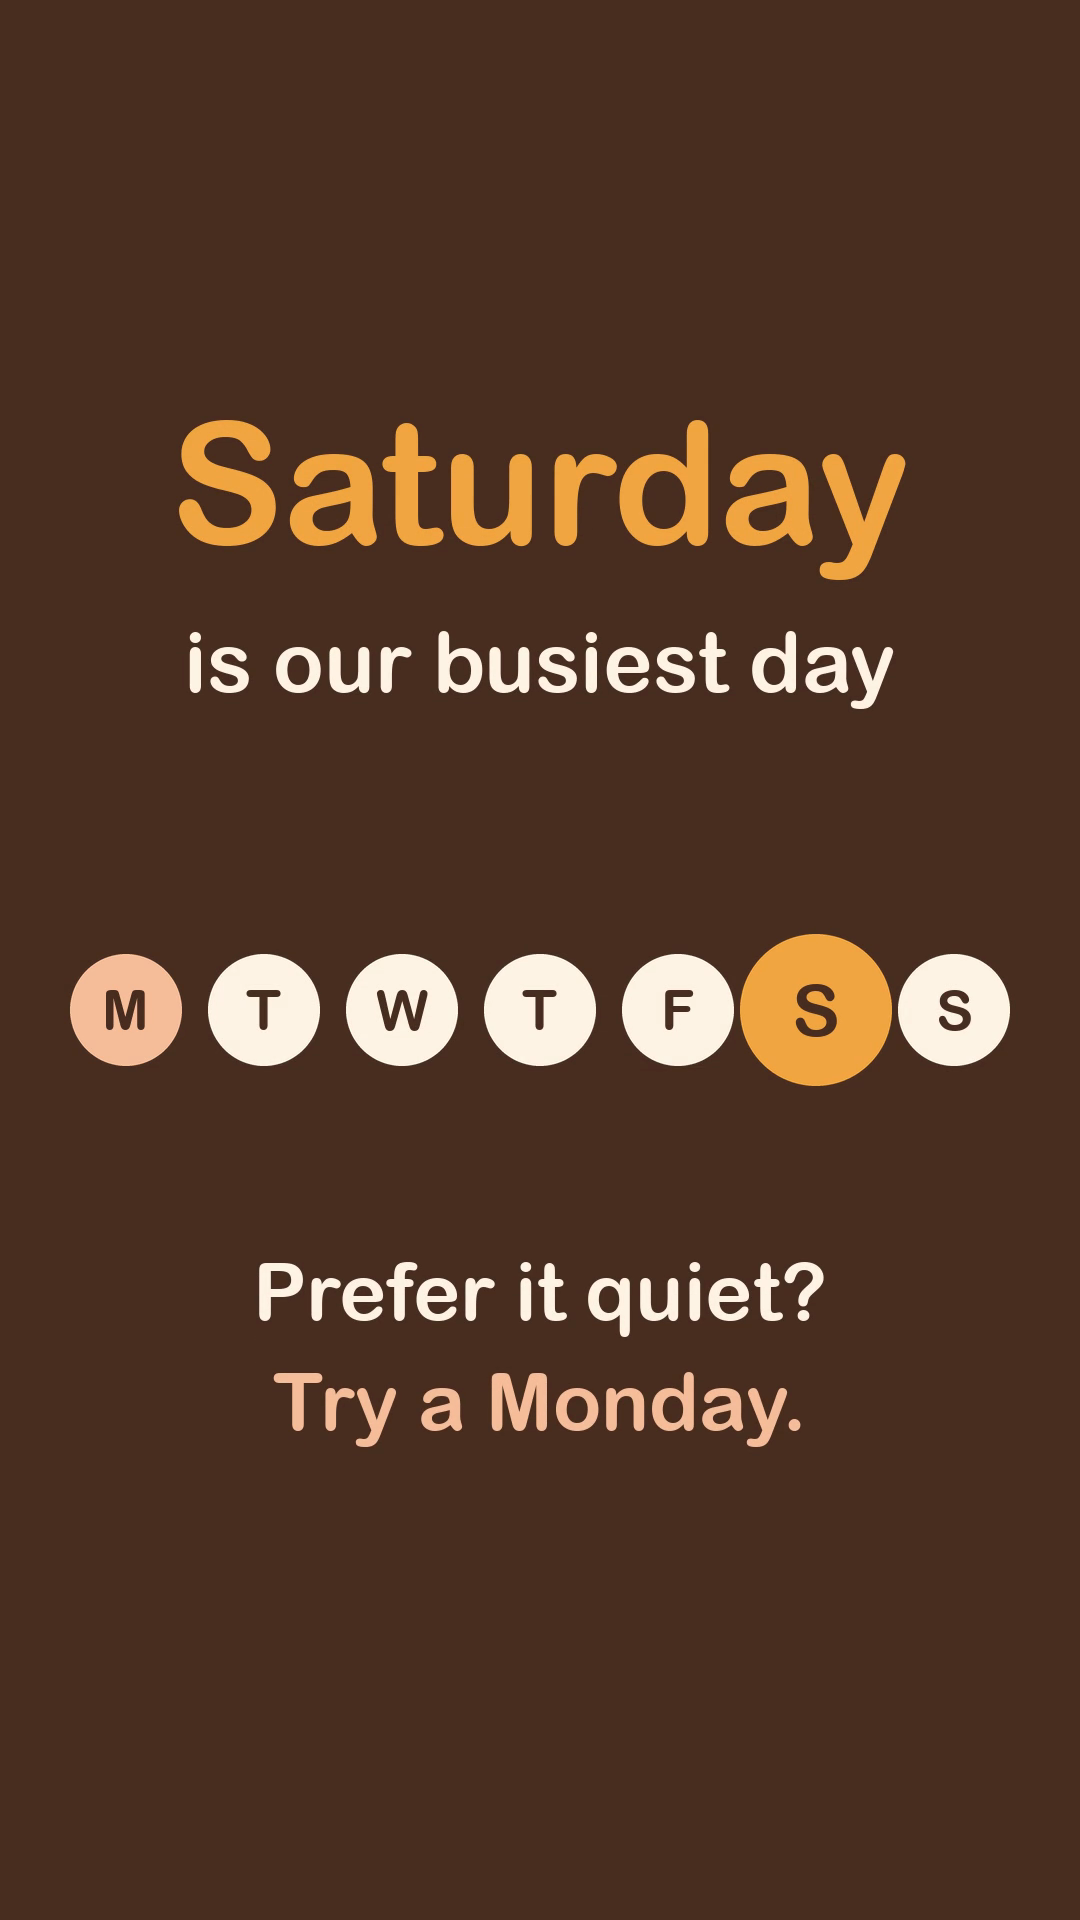 Saturday
is our busiest day
M T W T F S S
Prefer it quiet?
Try a Monday.